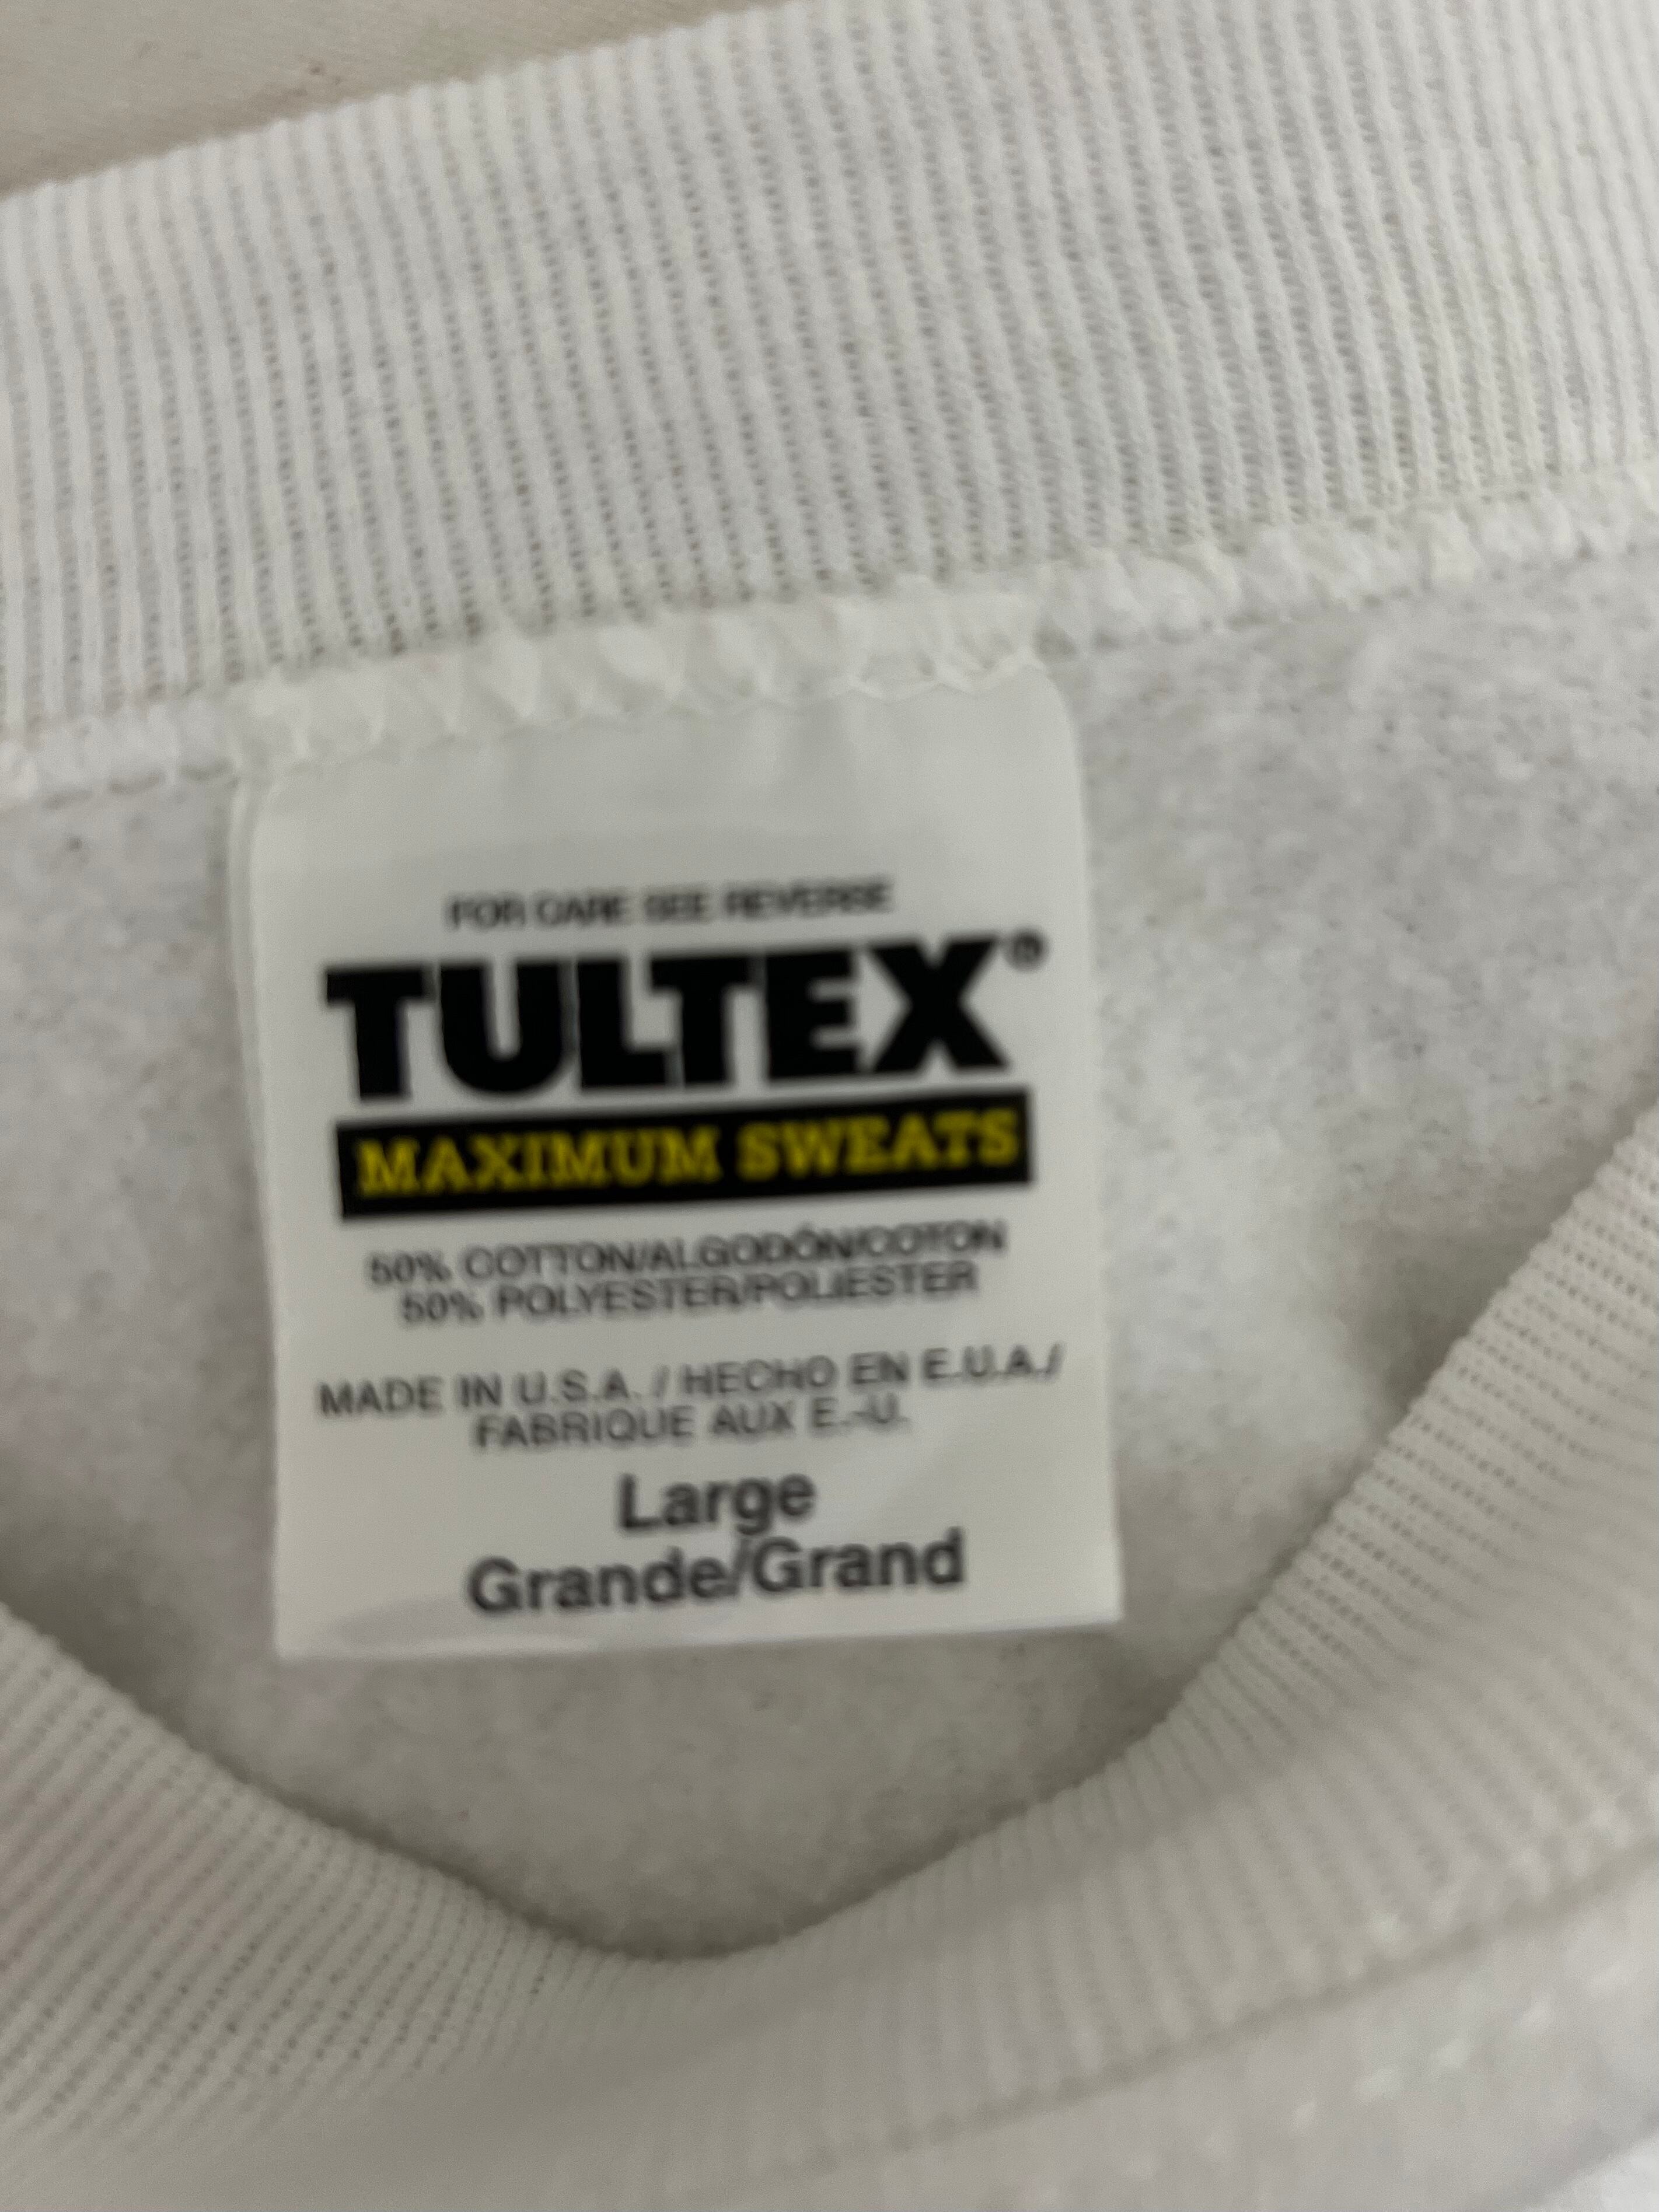 FOR CARE SEE REVERSE
TULTEX®
MAXIMUM SWEATS
50% COTTON/ALGODÓN/COTON
50% POLYESTER/POLIESTER
MADE IN U.S.A. / HECHO EN E.U.A./
FABRIQUE AUX E.-U.
Large
Grande/Grand